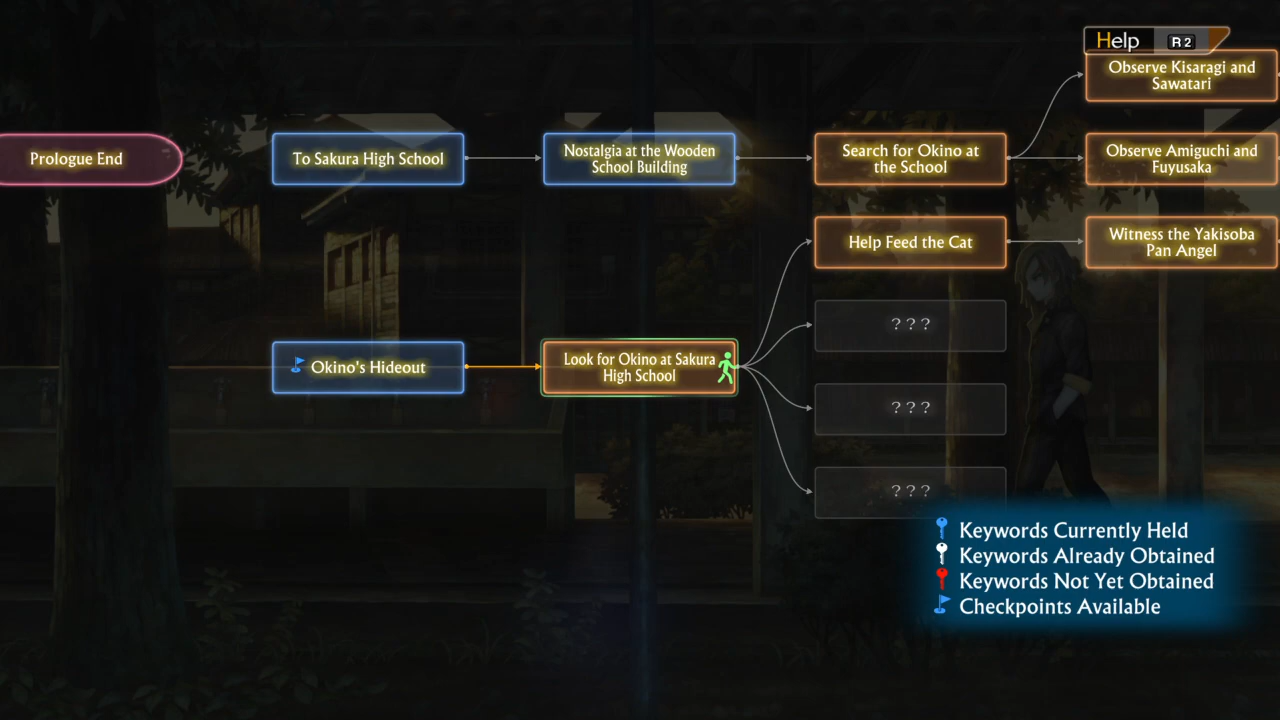 Help R2
Observe Kisaragi and
Sawatari
Prologue End
To Sakura High School
Nostalgia at the Wooden
School Building
Search for Okino at
the School
Observe Amiguchi and
Fuyusaka
Help Feed the Cat
Witness the Yakisoba
Pan Angel
? ? ?
Okino's Hideout
Look for Okino at Sakura
High School
? ? ?
? ? ?
Keywords Currently Held
Keywords Already Obtained
Keywords Not Yet Obtained
Checkpoints Available